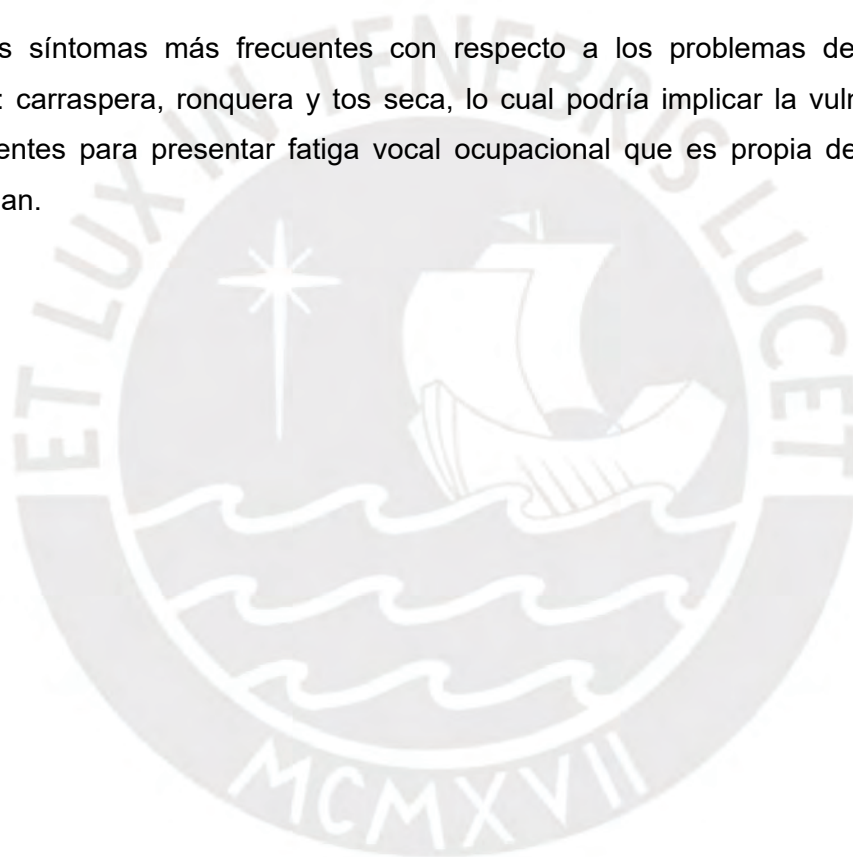 s síntomas más frecuentes con respecto a los problemas de
: carraspera, ronquera y tos seca, lo cual podría implicar la vulr
entes para presentar fatiga vocal ocupacional que es propia de
an.
ET LUX IN TENEBRIS LUCET
MCMXVII